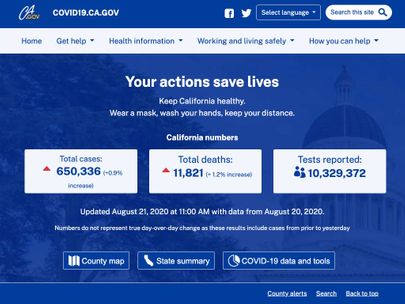 CA.GOV
COVID19.CA.GOV
Select language
Search this site
Home
Get help
Health information
Working and living safely
How you can help
Your actions save lives
Keep California healthy.
Wear a mask, wash your hands, keep your distance.
California numbers
Total cases:
650,336 (+0.9%
increase)
Total deaths:
11,821 (+ 1.2% increase)
Tests reported:
10,329,372
Updated August 21, 2020 at 11:00 AM with data from August 20, 2020.
Numbers do not represent true day-over-day change as these results include cases from prior to yesterday
County map
State summary
COVID-19 data and tools
County alerts
Search
Back to top